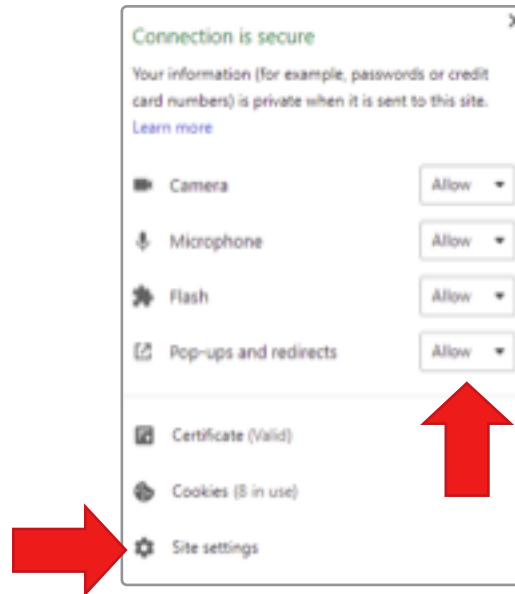 Connection is secure
Your information (for example, passwords or credit
card numbers) is private when it is sent to this site.
Learn more
Camera Allow
Microphone Allow
Flash Allow
Pop-ups and redirects Allow
Certificate (Valid)
Cookies (8 in use)
Site settings